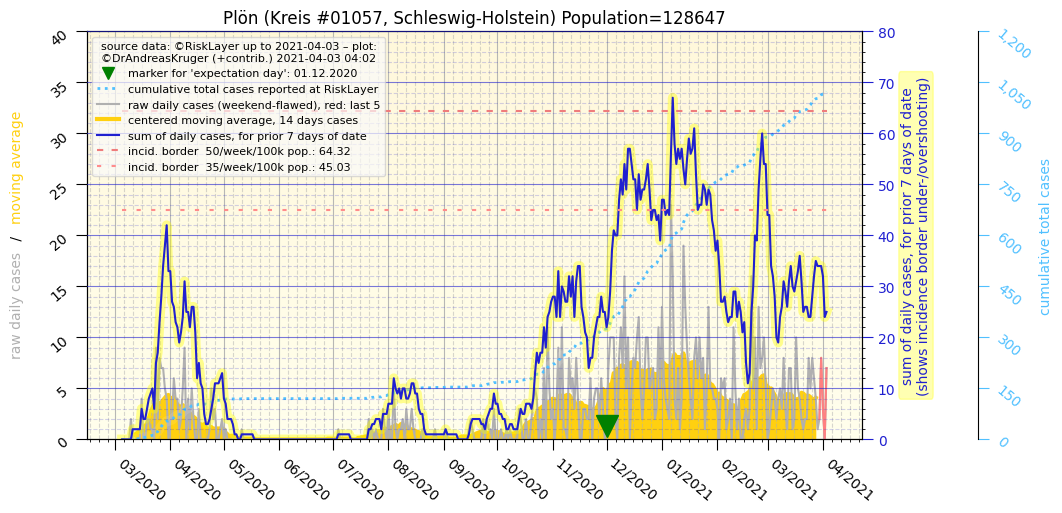 Plön (Kreis #01057, Schleswig-Holstein) Population=128647
source data: ©RiskLayer up to 2021-04-03 – plot:
©DrAndreasKruger (+contrib.) 2021-04-03 04:02
marker for 'expectation day': 01.12.2020
cumulative total cases reported at RiskLayer
raw daily cases (weekend-flawed), red: last 5
centered moving average, 14 days cases
sum of daily cases, for prior 7 days of date
incid. border  50/week/100k pop.: 64.32
incid. border  35/week/100k pop.: 45.03
raw daily cases  /  moving average
40
35
30
25
20
15
10
5
0
80
70
60
50
40
30
20
10
0
sum of daily cases, for prior 7 days of date
(shows incidence border under-/overshooting)
1,200
1,050
900
750
600
450
300
150
0
cumulative total cases
03/2020
04/2020
05/2020
06/2020
07/2020
08/2020
09/2020
10/2020
11/2020
12/2020
01/2021
02/2021
03/2021
04/2021